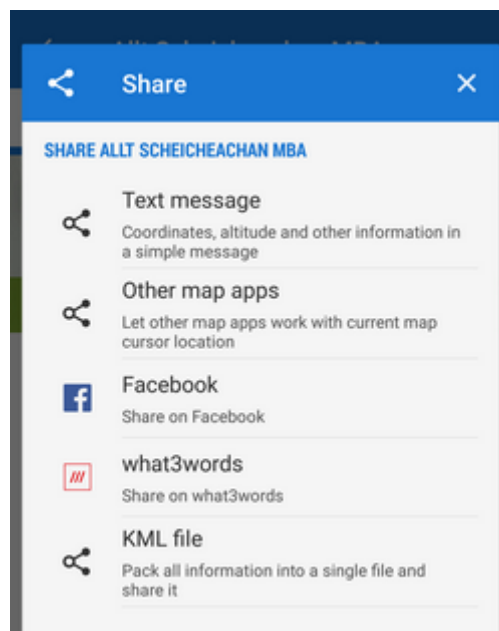 Share
SHARE ALLT SCHEICHEACHAN MBA
Text message
Coordinates, altitude and other information in
a simple message
Other map apps
Let other map apps work with current map
cursor location
Facebook
Share on Facebook
what3words
Share on what3words
KML file
Pack all information into a single file and
share it